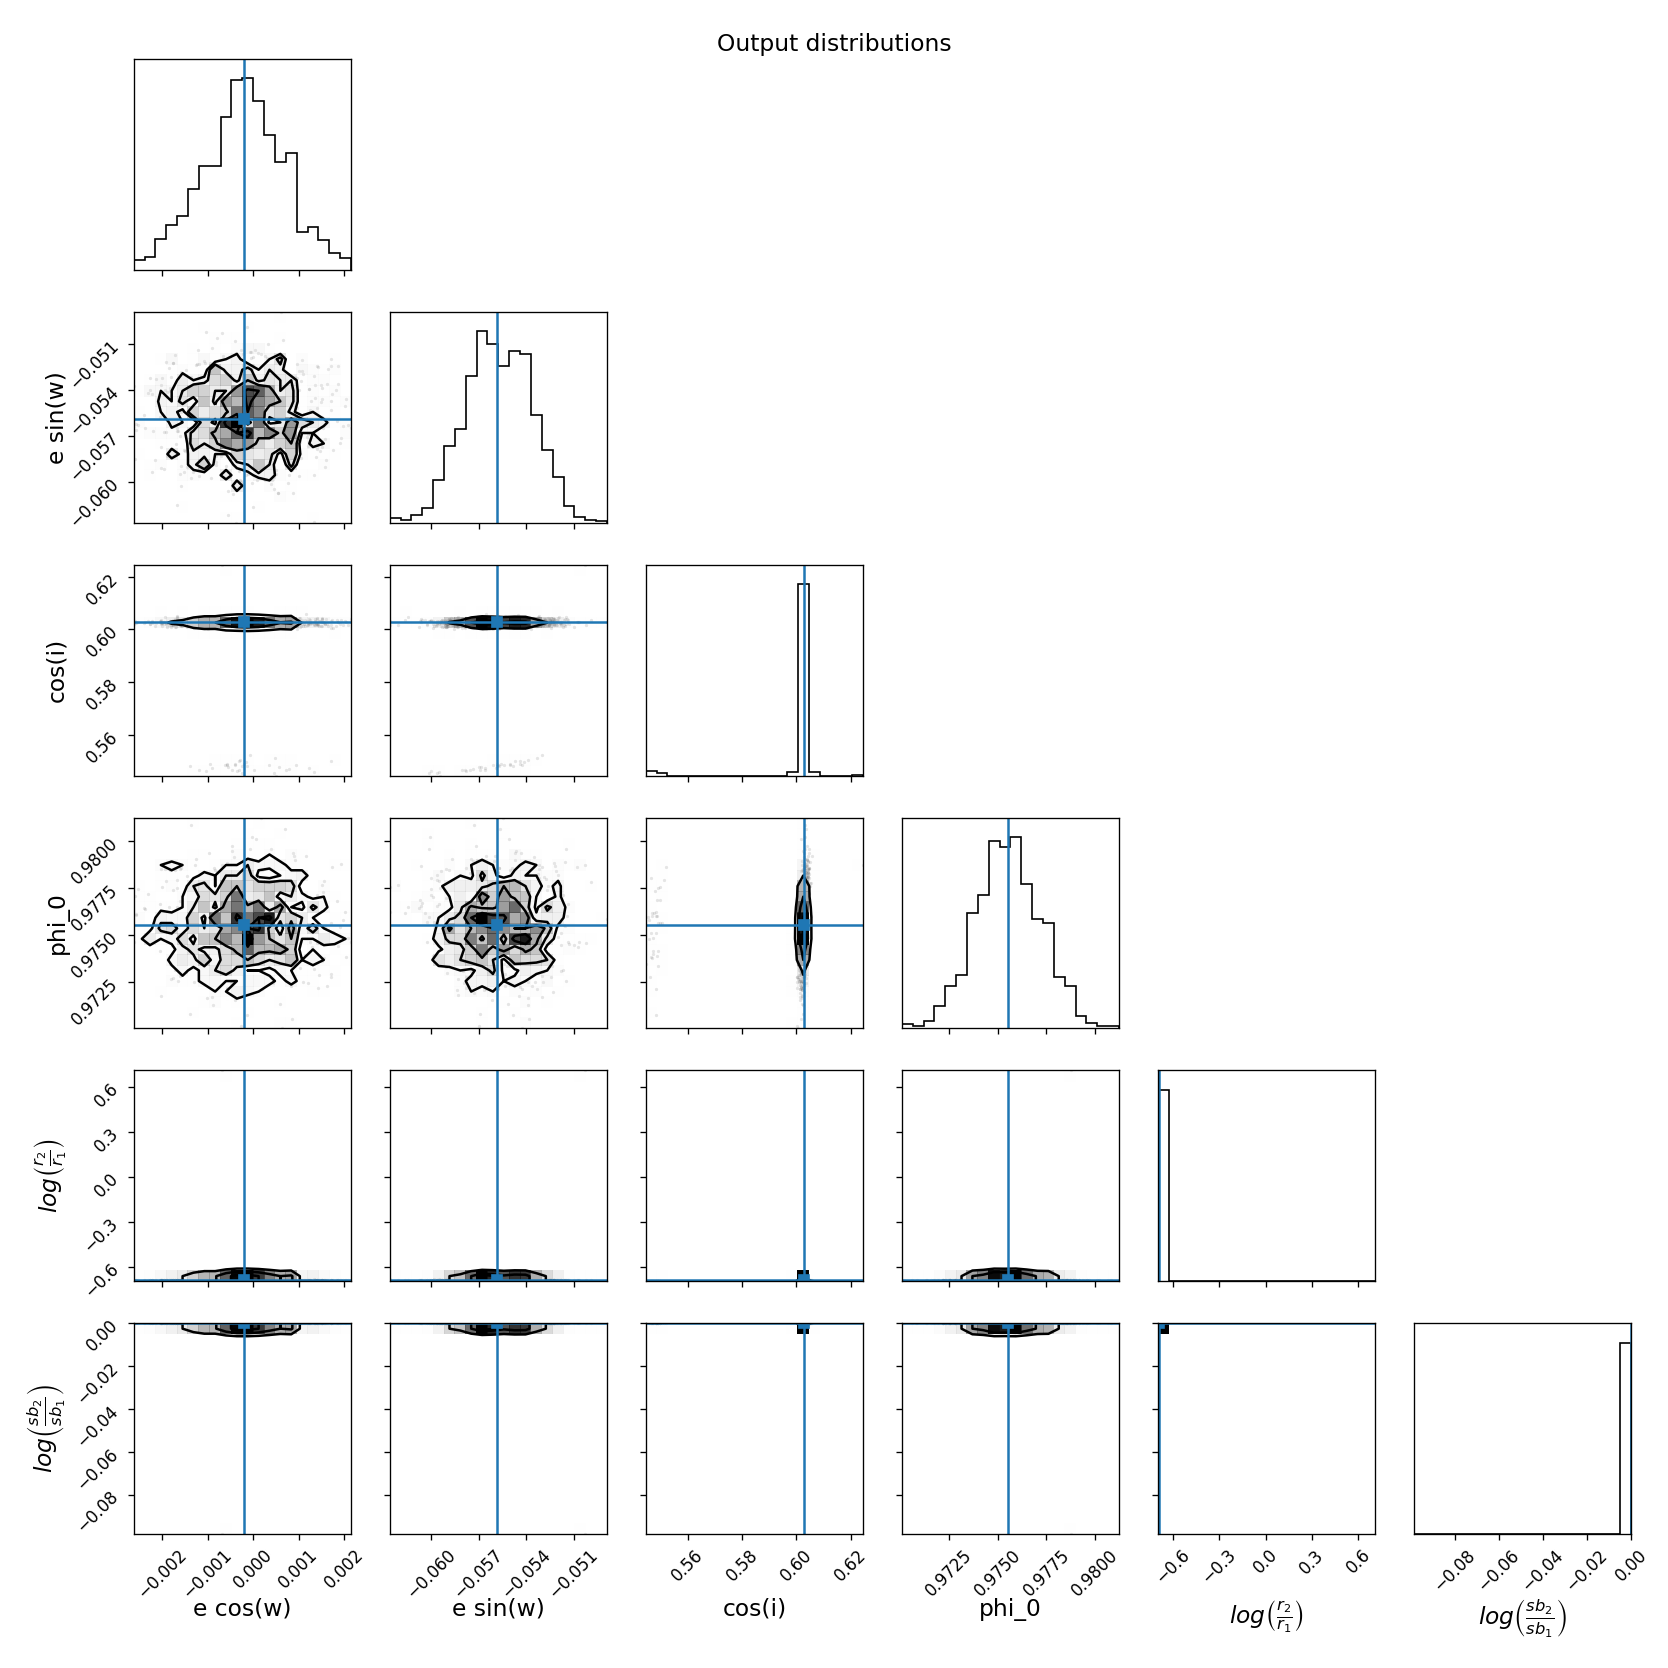 Output distributions
e sin(w)
−0.051
−0.054
−0.057
−0.060
cos(i)
0.62
0.60
0.58
0.56
phi_0
0.9800
0.9775
0.9750
0.9725
log(r₂/r₁)
0.6
0.3
0.0
−0.3
−0.6
log(sb₂/sb₁)
0.00
−0.02
−0.04
−0.06
−0.08
−0.002 −0.001 0.000 0.001 0.002 −0.060 −0.057 −0.054 −0.051 0.56 0.58 0.60 0.62 0.9725 0.9750 0.9775 0.9800 −0.6 −0.3 0.0 0.3 0.6 −0.08 −0.06 −0.04 −0.02 0.00
e cos(w) e sin(w) cos(i) phi_0 log(r₂/r₁) log(sb₂/sb₁)